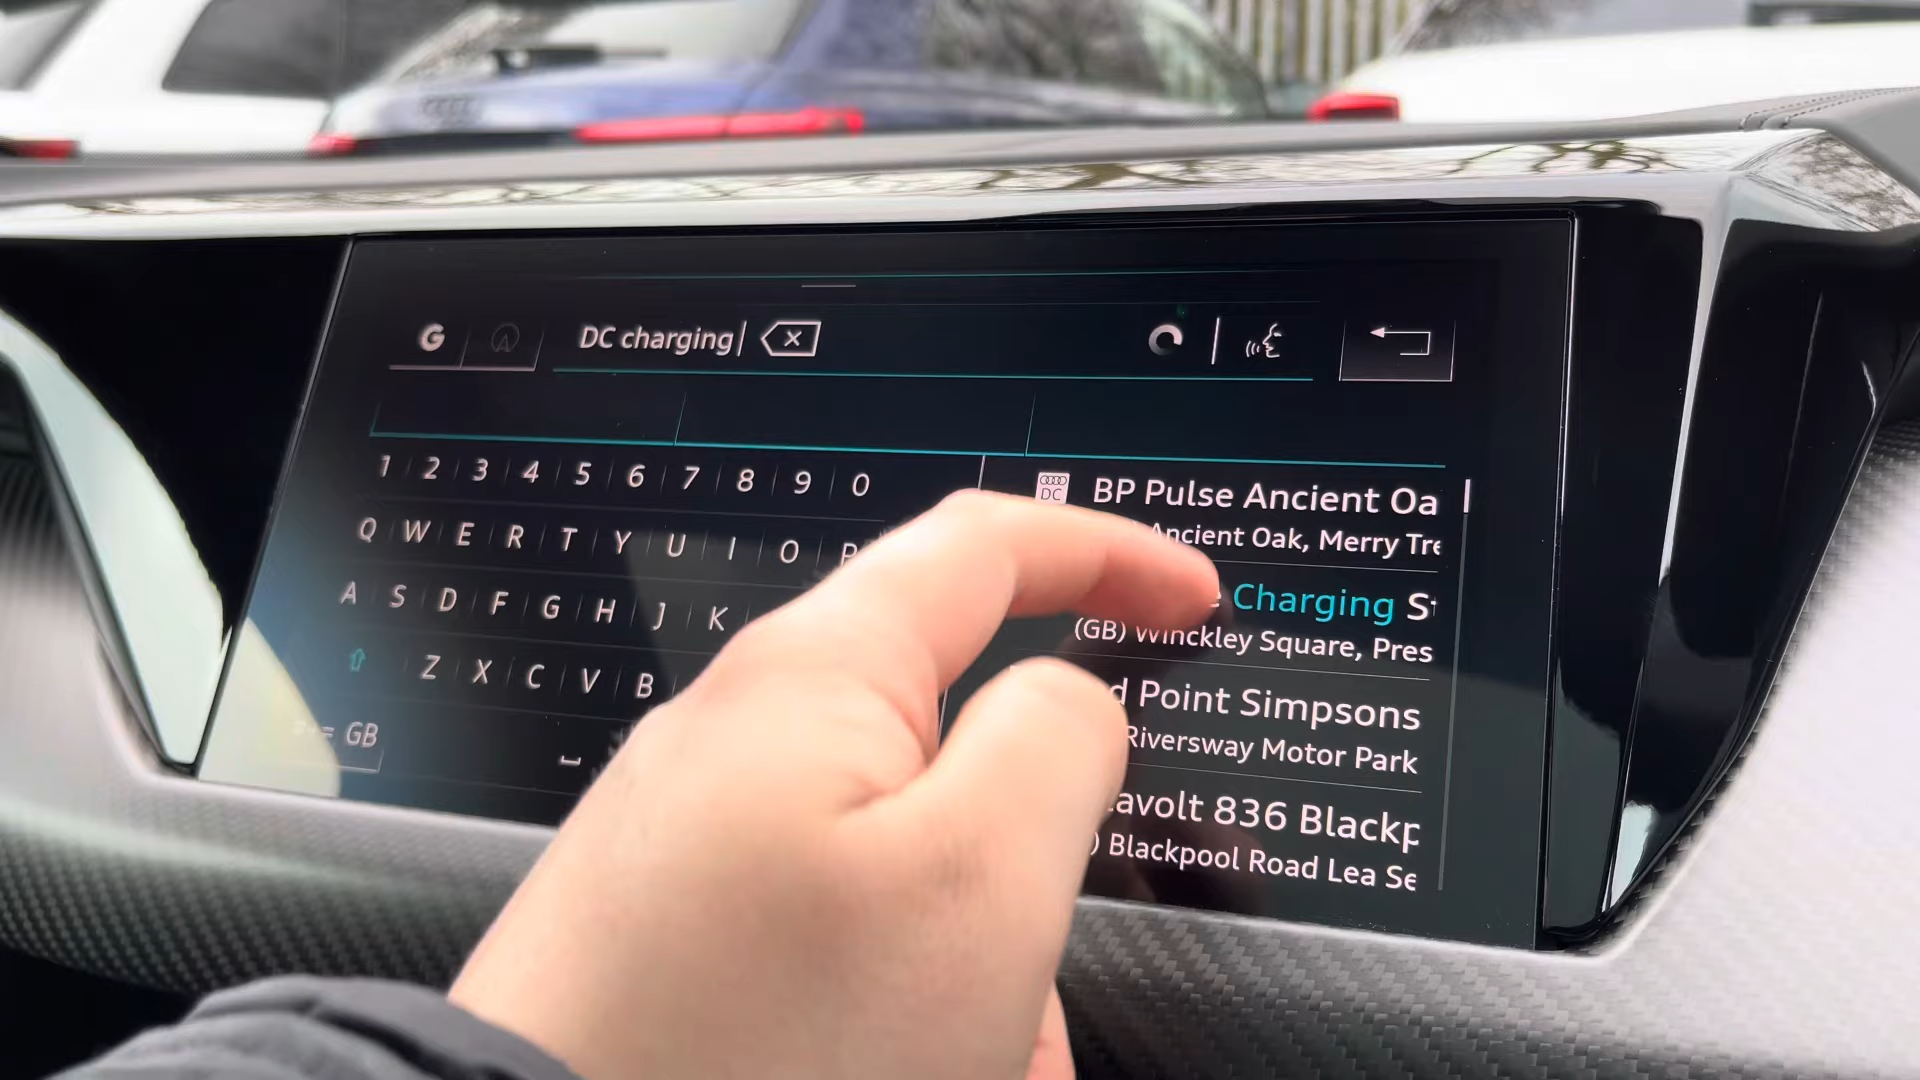 G A DC charging
1 2 3 4 5 6 7 8 9 0
Q W E R T Y U I O P
A S D F G H J K
Z X C V B
GB
DC BP Pulse Ancient Oa
Ancient Oak, Merry Tre
Charging St
(GB) Winckley Square, Pres
Point Simpsons
Riversway Motor Park
836 Blackp
Blackpool Road Lea Se